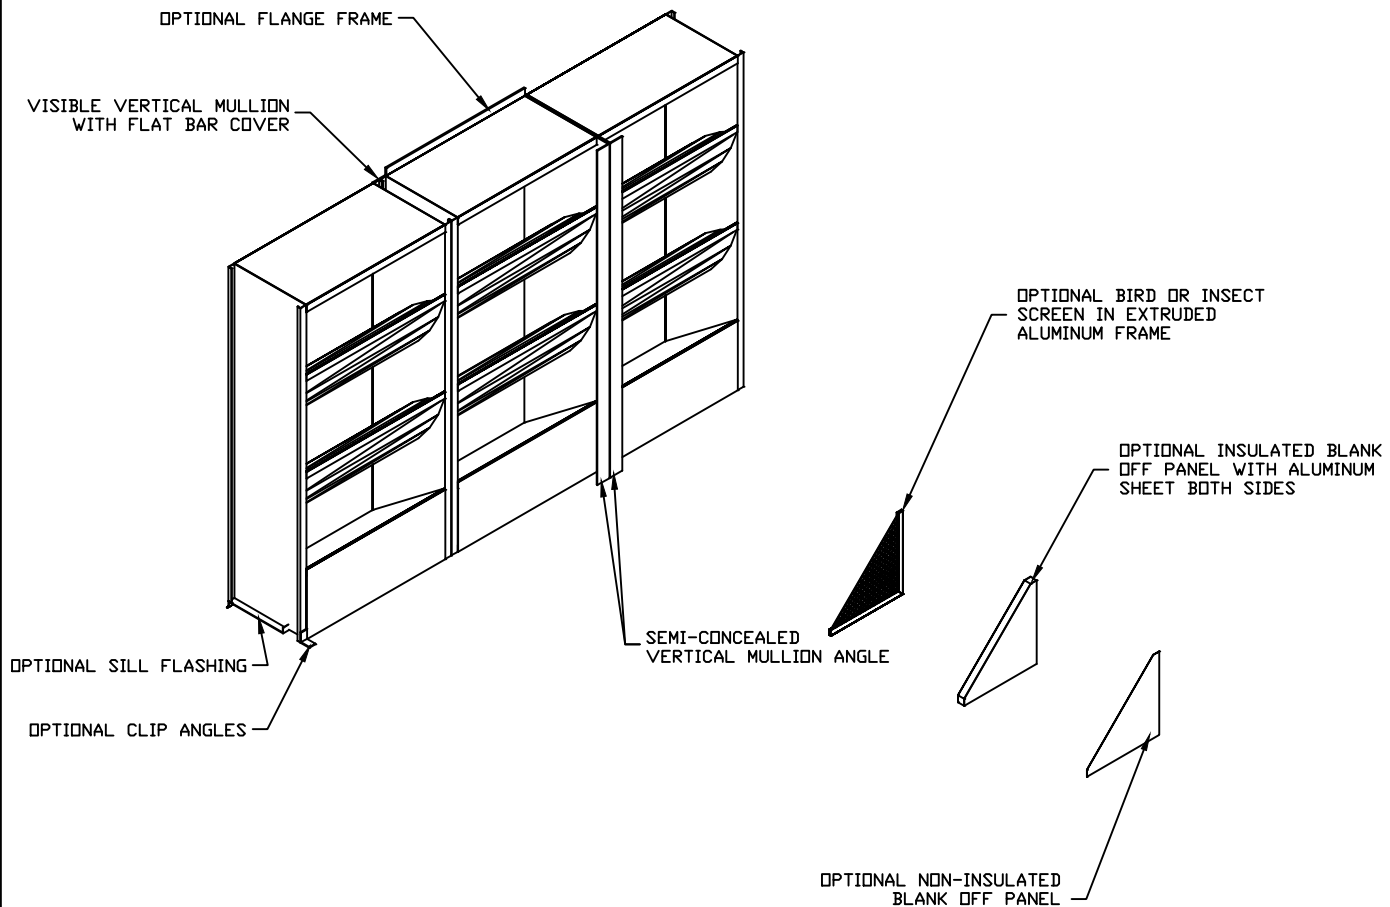 OPTIONAL FLANGE FRAME
VISIBLE VERTICAL MULLION
WITH FLAT BAR COVER
OPTIONAL BIRD OR INSECT
SCREEN IN EXTRUDED
ALUMINUM FRAME
OPTIONAL INSULATED BLANK
OFF PANEL WITH ALUMINUM
SHEET BOTH SIDES
SEMI-CONCEALED
VERTICAL MULLION ANGLE
OPTIONAL SILL FLASHING
OPTIONAL CLIP ANGLES
OPTIONAL NON-INSULATED
BLANK OFF PANEL